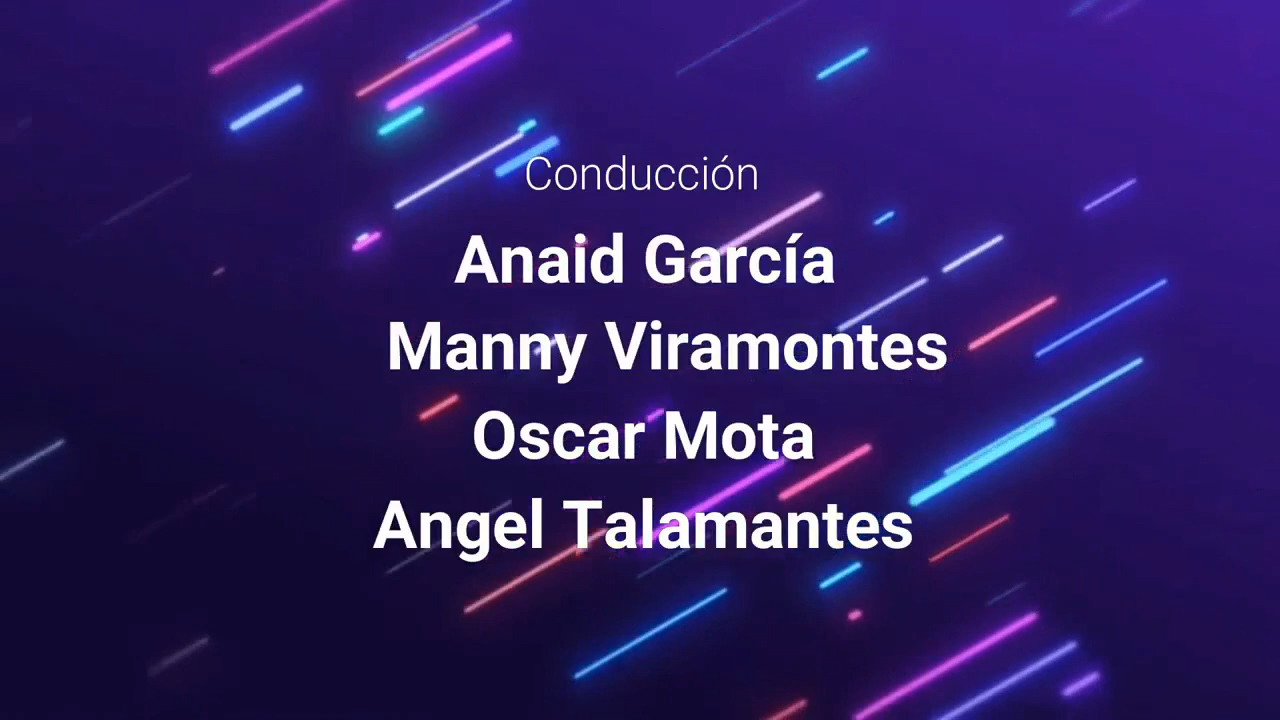 Conducción
Anaid García
Manny Viramontes
Oscar Mota
Angel Talamantes